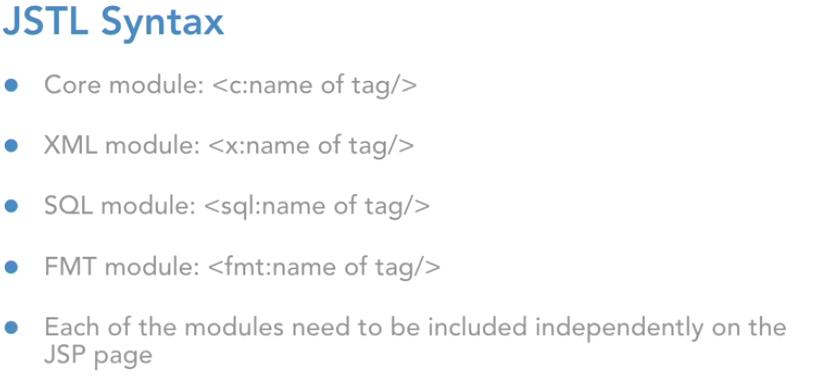 JSTL Syntax
Core module: <c:name of tag/>
XML module: <x:name of tag/>
SQL module: <sql:name of tag/>
FMT module: <fmt:name of tag/>
Each of the modules need to be included independently on the
JSP page